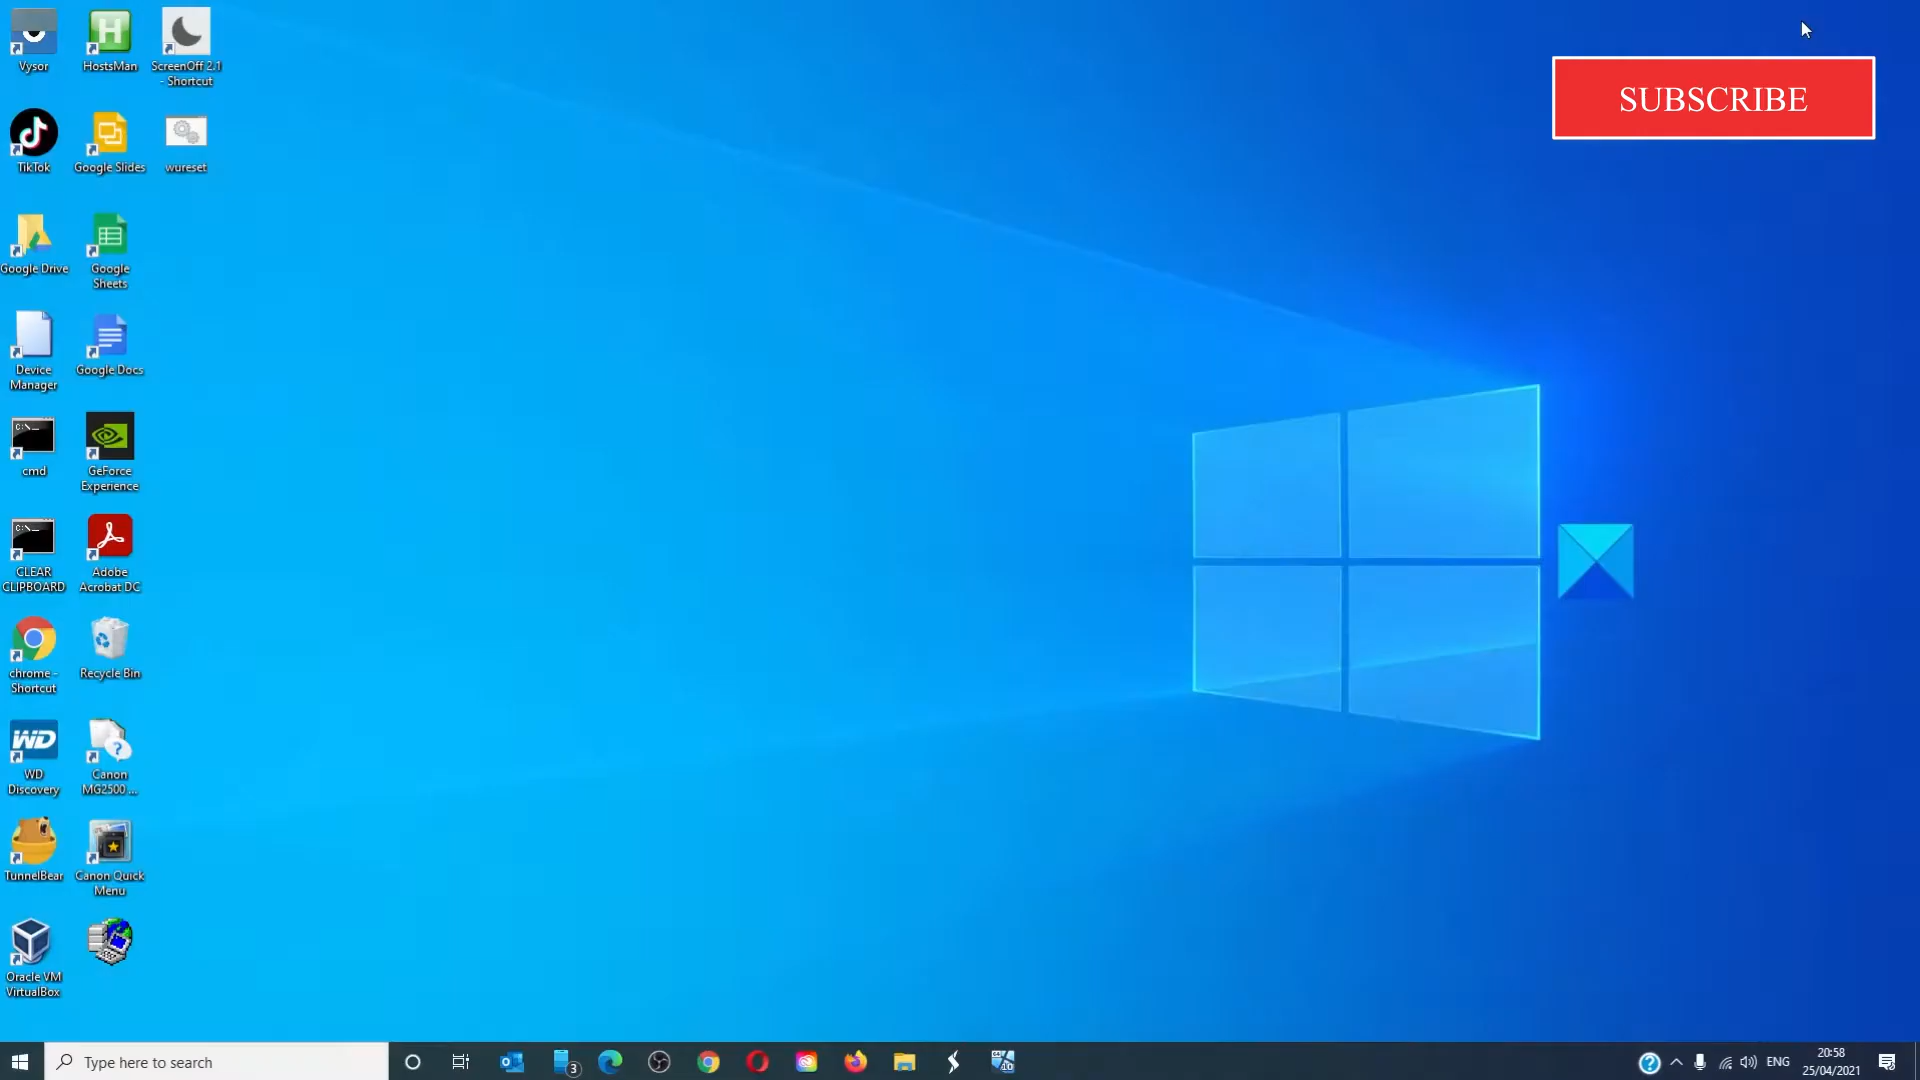 Vysor
HostsMan
ScreenOff 2.1
- Shortcut
SUBSCRIBE
TikTok
Google Slides
wureset
Google Drive
Google
Sheets
Device
Manager
Google Docs
C:\_
cmd
GeForce
Experience
C:\_
CLEAR
CLIPBOARD
Adobe
Acrobat DC
chrome -
Shortcut
Recycle Bin
WD
WD
Discovery
Canon
MG2500 ...
TunnelBear
Canon Quick
Menu
Oracle VM
VirtualBox
Type here to search
3
ENG
20:58
25/04/2021